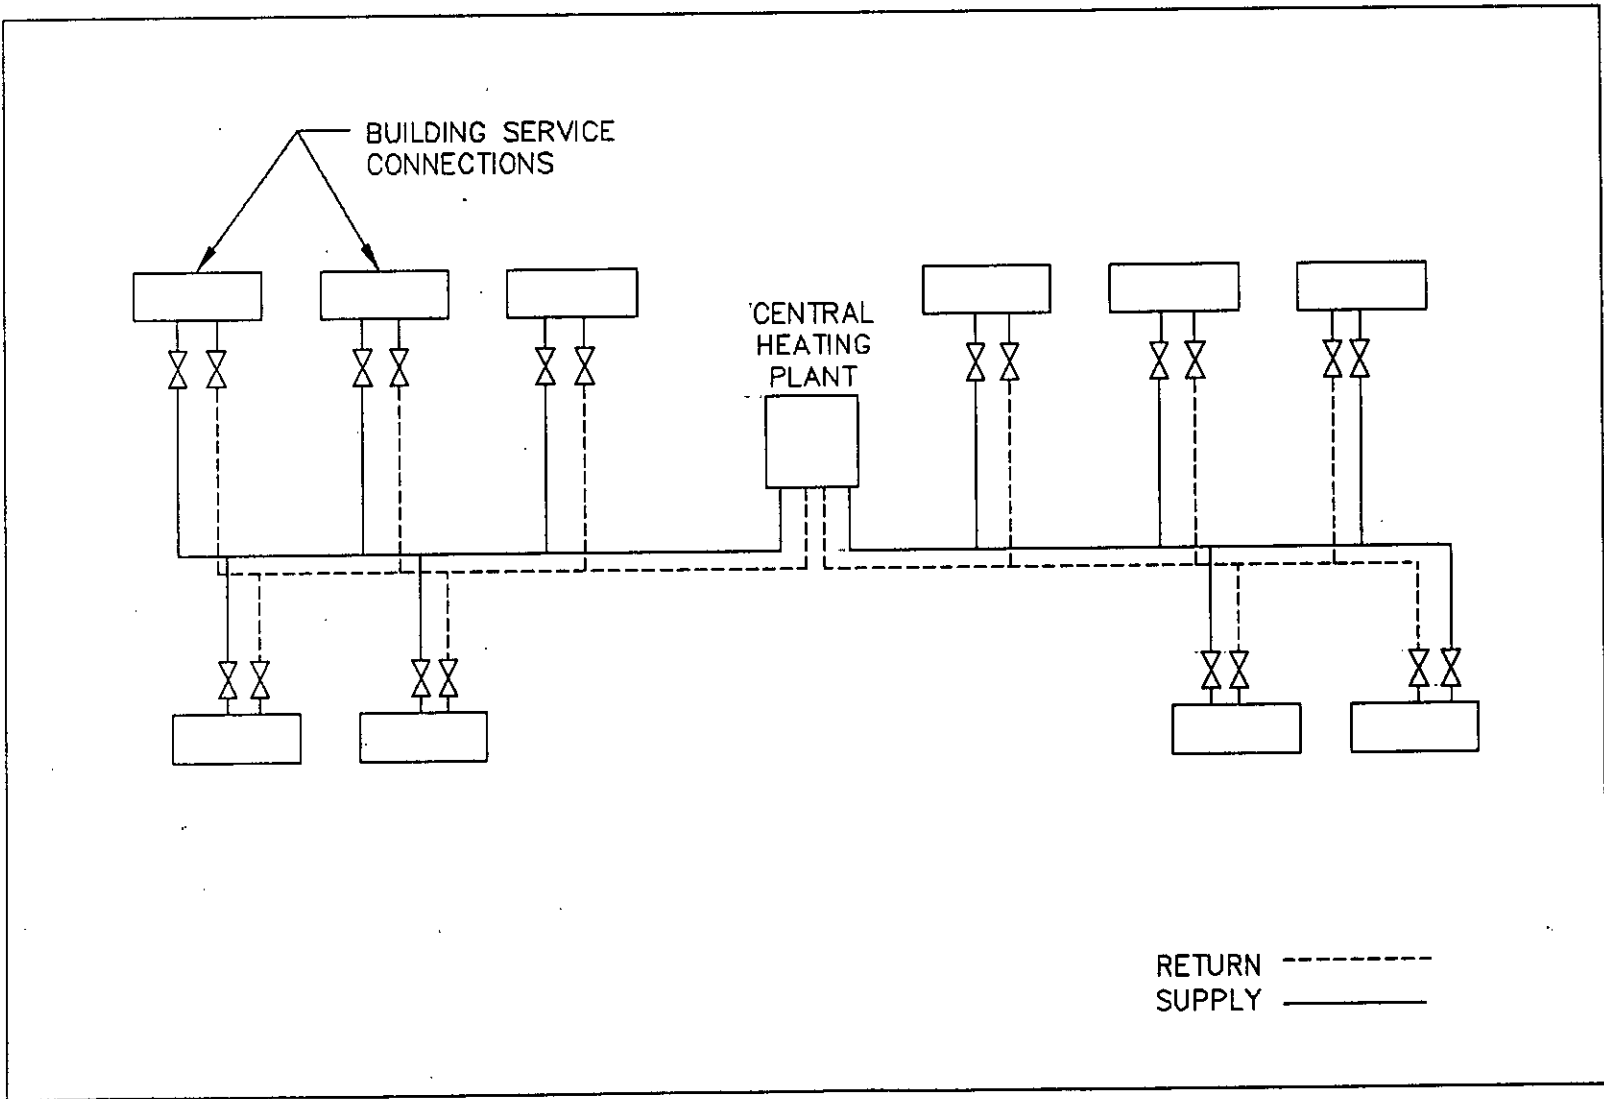 BUILDING SERVICE
CONNECTIONS
CENTRAL
HEATING
PLANT
RETURN
SUPPLY